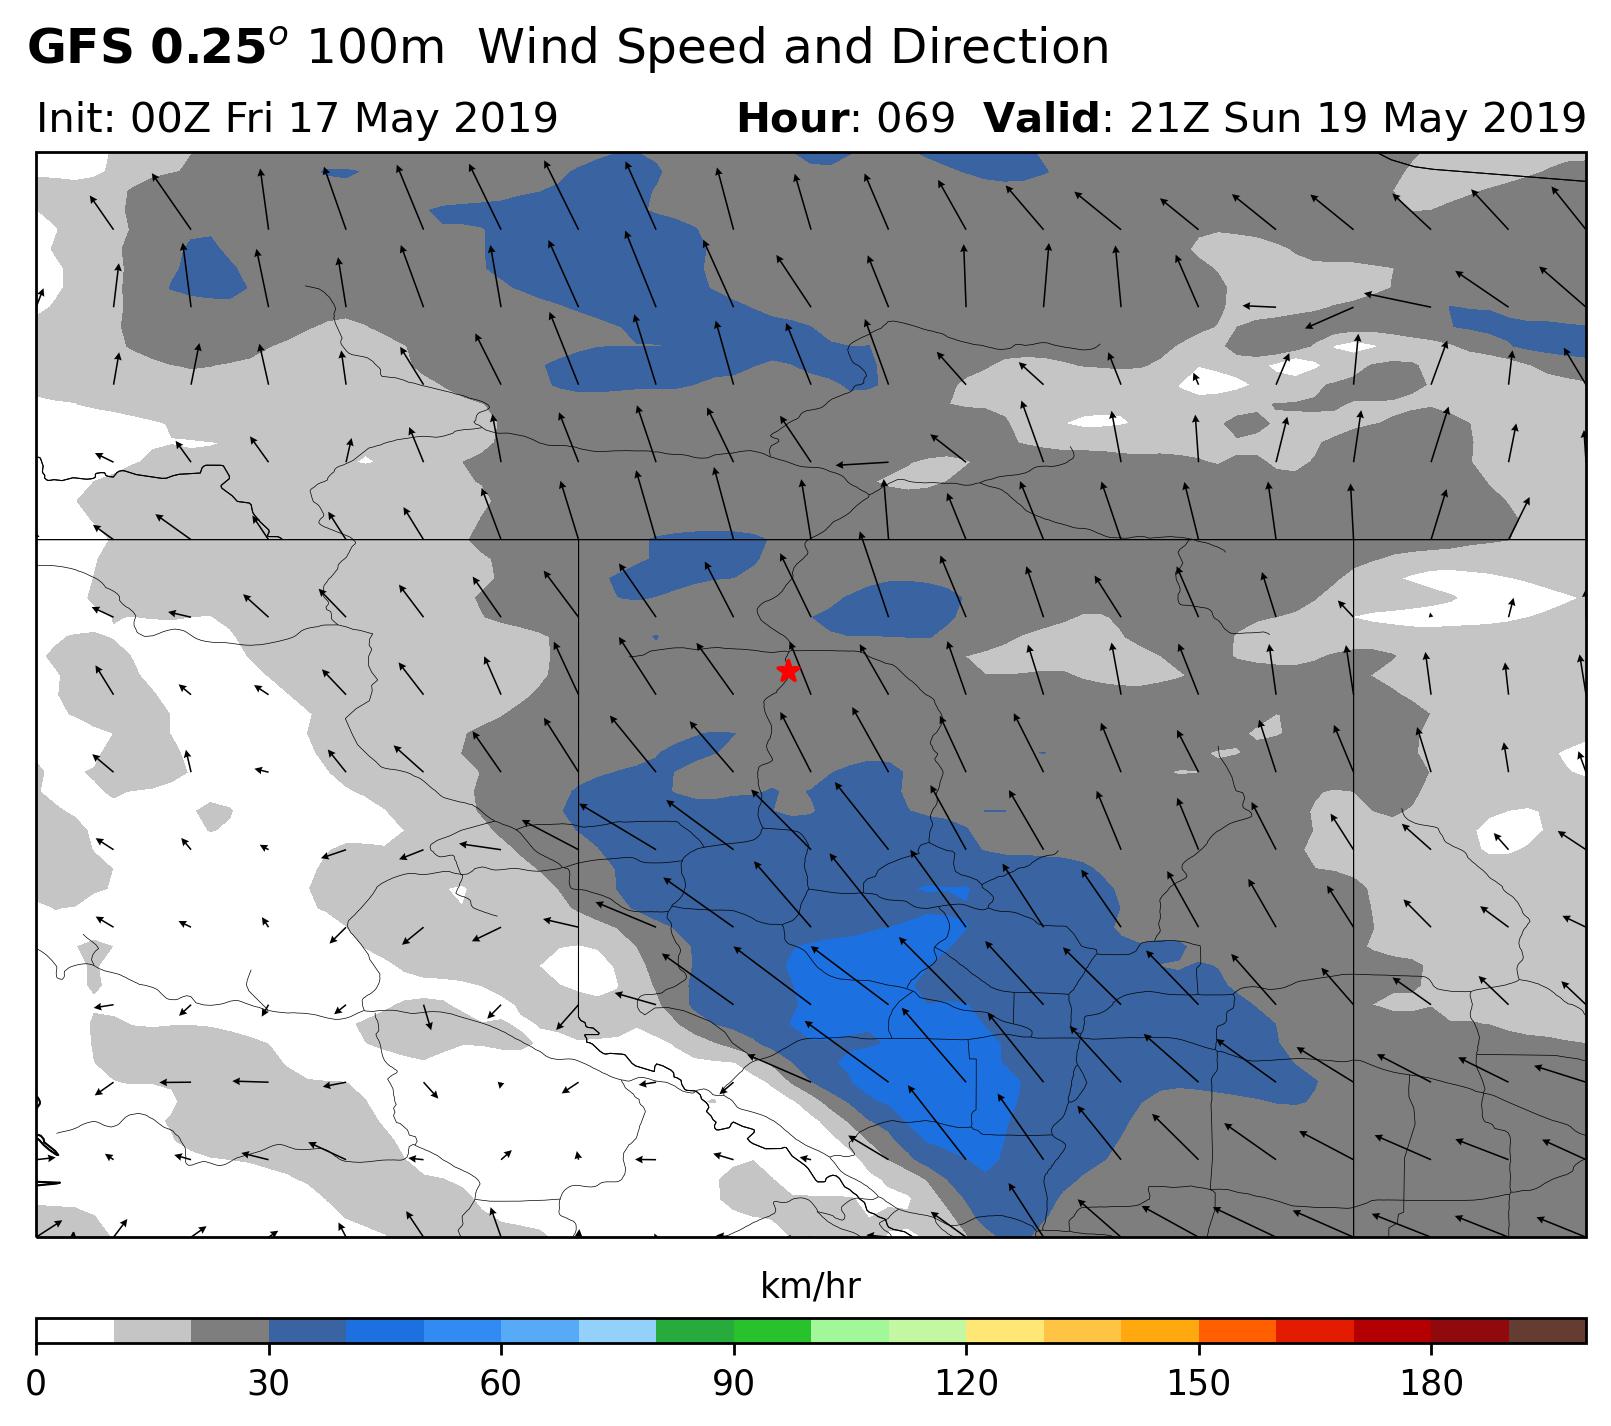 GFS 0.25° 100m Wind Speed and Direction
Init: 00Z Fri 17 May 2019 Hour: 069 Valid: 21Z Sun 19 May 2019
km/hr
0 30 60 90 120 150 180